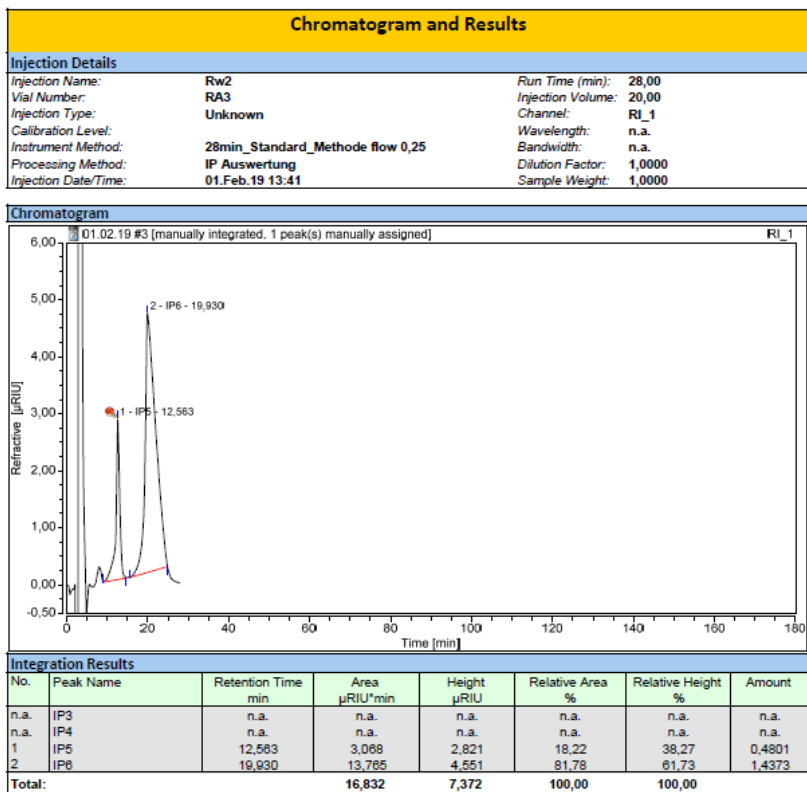 Chromatogram and Results
Injection Details
Injection Name: Rw2 Run Time (min): 28,00
Vial Number: RA3 Injection Volume: 20,00
Injection Type: Unknown Channel: RI_1
Calibration Level: Wavelength: n.a.
Instrument Method: 28min_Standard_Methode flow 0,25 Bandwidth: n.a.
Processing Method: IP Auswertung Dilution Factor: 1,0000
Injection Date/Time: 01.Feb.19 13:41 Sample Weight: 1,0000
Chromatogram
01.02.19 #3 [manually integrated, 1 peak(s) manually assigned] RI_1
6,00
5,00
2 - IP6 - 19,930
4,00
3,00
1 - IP5 - 12,563
2,00
1,00
0,00
-0,50
Refractive [µRIU]
0 20 40 60 80 100 120 140 160 180
Time [min]
Integration Results
No. Peak Name Retention Time Area Height Relative Area Relative Height Amount
min µRIU*min µRIU % %
n.a. IP3 n.a. n.a. n.a. n.a. n.a. n.a.
n.a. IP4 n.a. n.a. n.a. n.a. n.a. n.a.
1 IP5 12,563 3,068 2,821 18,22 38,27 0,4801
2 IP6 19,930 13,765 4,551 81,78 61,73 1,4373
Total: 16,832 7,372 100,00 100,00